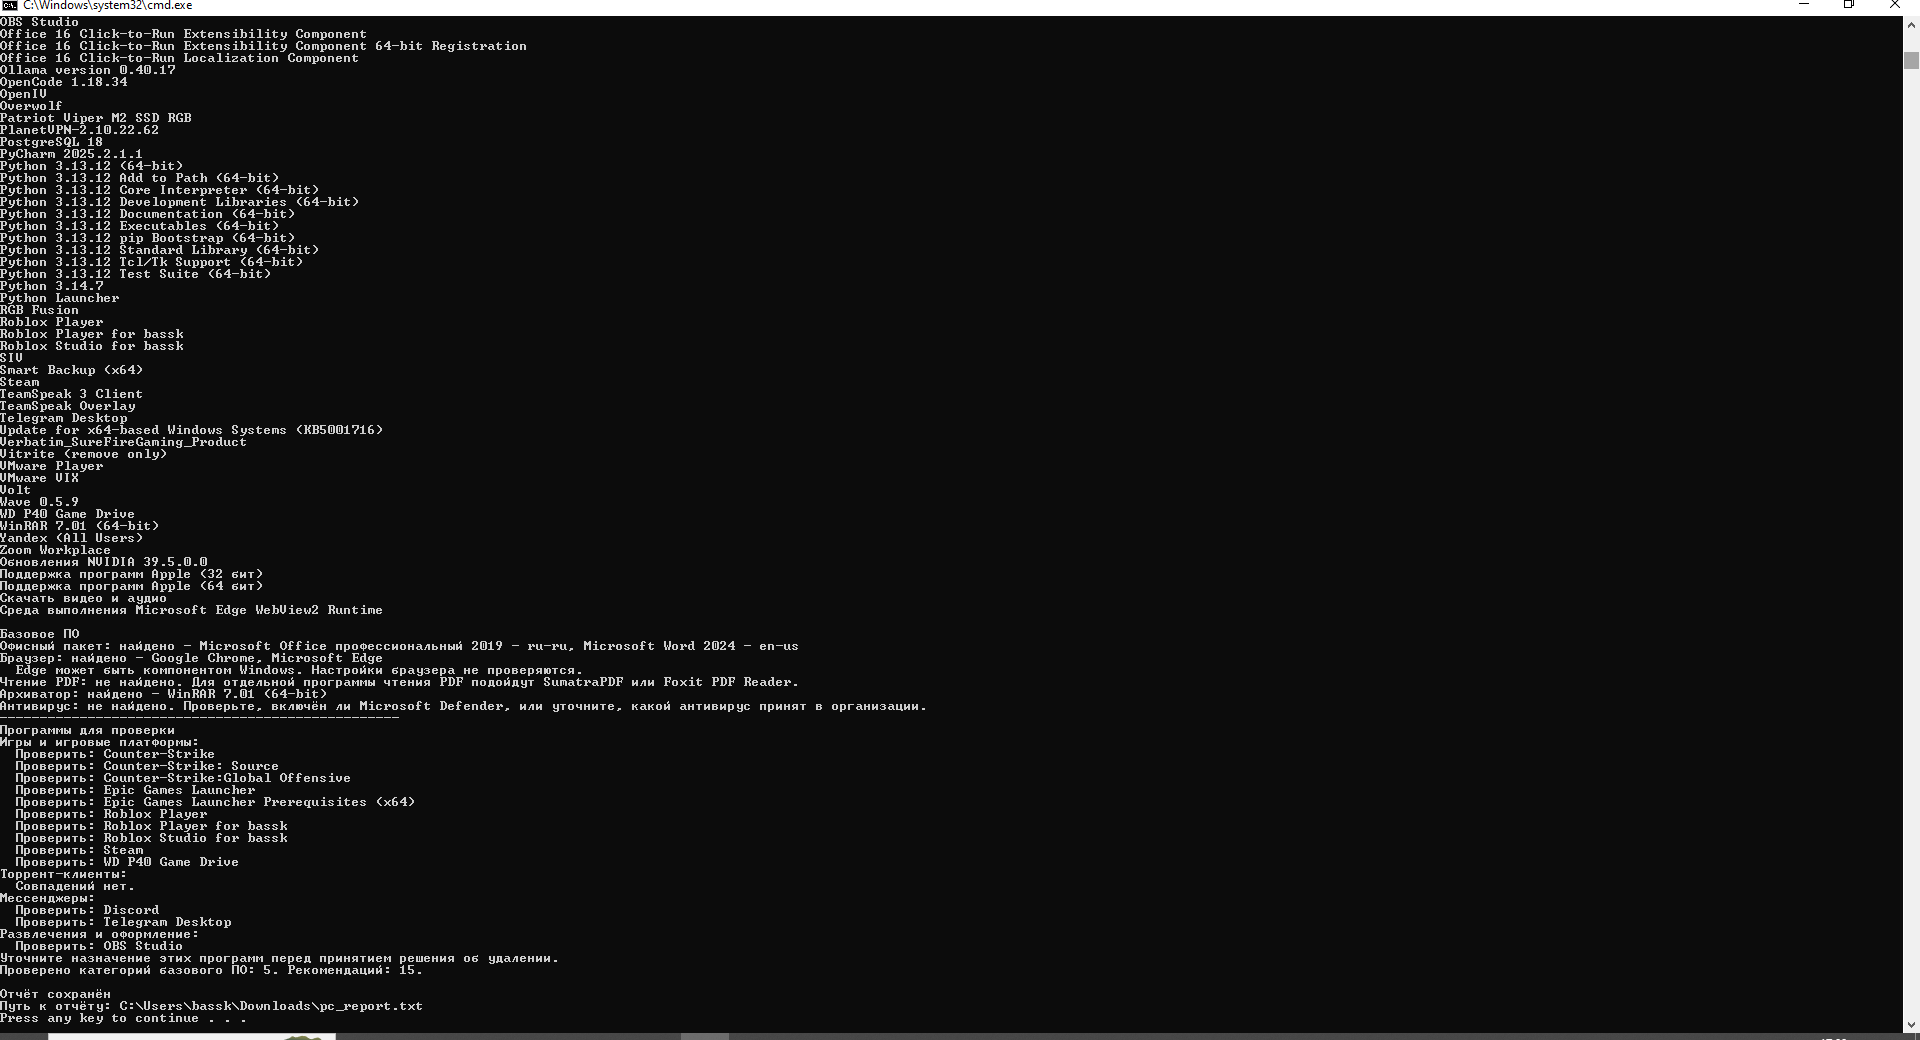 C:\Windows\system32\cmd.exe
OBS Studio
Office 16 Click-to-Run Extensibility Component
Office 16 Click-to-Run Extensibility Component 64-bit Registration
Office 16 Click-to-Run Localization Component
Ollama version 0.40.17
OpenCode 1.18.34
OpenIV
Overwolf
Patriot Viper M2 SSD RGB
PlanetVPN-2.10.22.62
PostgreSQL 18
PyCharm 2025.2.1.1
Python 3.13.12 (64-bit)
Python 3.13.12 Add to Path (64-bit)
Python 3.13.12 Core Interpreter (64-bit)
Python 3.13.12 Development Libraries (64-bit)
Python 3.13.12 Documentation (64-bit)
Python 3.13.12 Executables (64-bit)
Python 3.13.12 pip Bootstrap (64-bit)
Python 3.13.12 Standard Library (64-bit)
Python 3.13.12 Tcl/Tk Support (64-bit)
Python 3.13.12 Test Suite (64-bit)
Python 3.14.7
Python Launcher
RGB Fusion
Roblox Player
Roblox Player for bassk
Roblox Studio for bassk
SIV
Smart Backup (x64)
Steam
TeamSpeak 3 Client
TeamSpeak Overlay
Telegram Desktop
Update for x64-based Windows Systems (KB5001716)
Verbatim_SureFireGaming_Product
Vitrite (remove only)
VMware Player
VMware VIX
Volt
Wave 0.5.9
WD P40 Game Drive
WinRAR 7.01 (64-bit)
Yandex (All Users)
Zoom Workplace
Обновления NVIDIA 39.5.0.0
Поддержка программ Apple (32 бит)
Поддержка программ Apple (64 бит)
Скачать видео и аудио
Среда выполнения Microsoft Edge WebView2 Runtime
Базовое ПО
Офисный пакет: найдено - Microsoft Office профессиональный 2019 - ru-ru, Microsoft Word 2024 - en-us
Браузер: найдено - Google Chrome, Microsoft Edge
Edge может быть компонентом Windows. Настройки браузера не проверяются.
Чтение PDF: не найдено. Для отдельной программы чтения PDF подойдут SumatraPDF или Foxit PDF Reader.
Архиватор: найдено - WinRAR 7.01 (64-bit)
Антивирус: не найдено. Проверьте, включён ли Microsoft Defender, или уточните, какой антивирус принят в организации.
--------------------------------------------------
Программы для проверки
Игры и игровые платформы:
Проверить: Counter-Strike
Проверить: Counter-Strike: Source
Проверить: Counter-Strike:Global Offensive
Проверить: Epic Games Launcher
Проверить: Epic Games Launcher Prerequisites (x64)
Проверить: Roblox Player
Проверить: Roblox Player for bassk
Проверить: Roblox Studio for bassk
Проверить: Steam
Проверить: WD P40 Game Drive
Торрент-клиенты:
Совпадений нет.
Мессенджеры:
Проверить: Discord
Проверить: Telegram Desktop
Развлечения и оформление:
Проверить: OBS Studio
Уточните назначение этих программ перед принятием решения об удалении.
Проверено категорий базового ПО: 5. Рекомендаций: 15.
Отчёт сохранён
Путь к отчёту: C:\Users\bassk\Downloads\pc_report.txt
Press any key to continue . . .